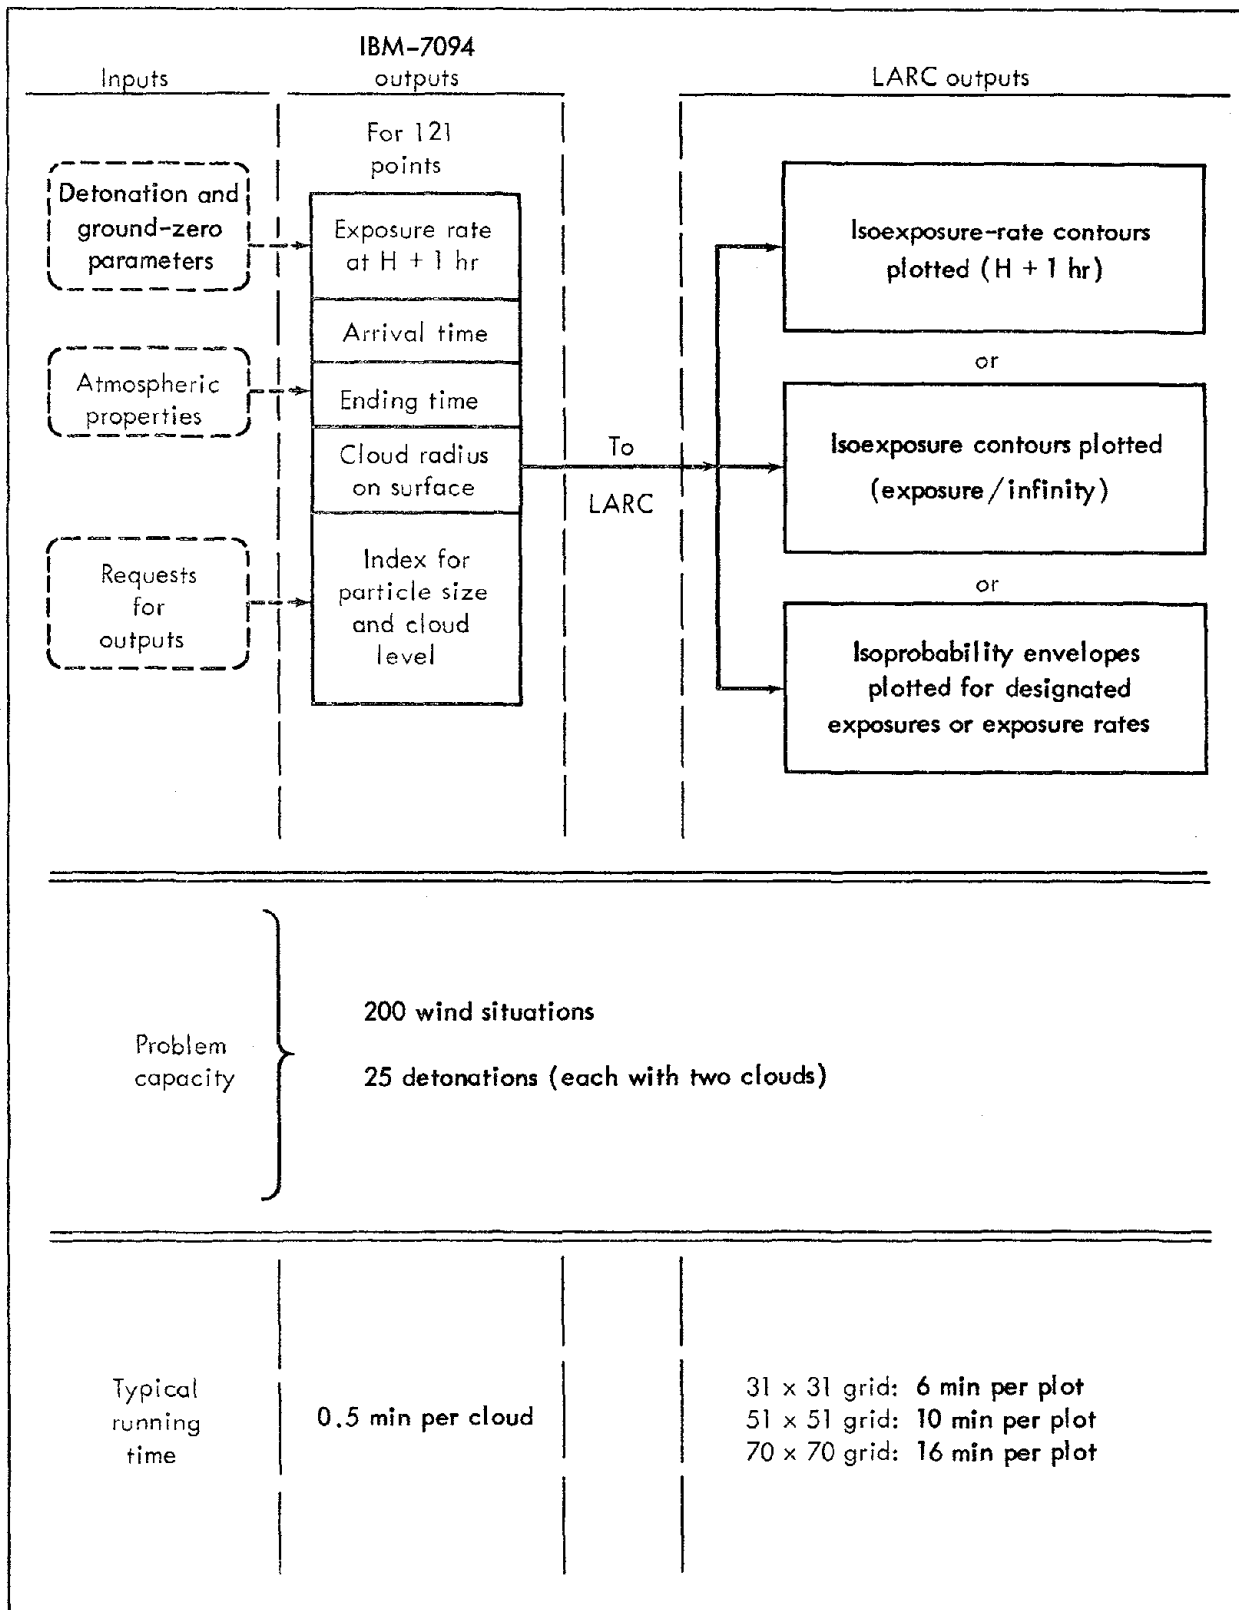 Inputs
IBM-7094
outputs
LARC outputs
For 121
points
Detonation and
ground-zero
parameters
Atmospheric
properties
Requests
for
outputs
Exposure rate
at H + 1 hr
Arrival time
Ending time
Cloud radius
on surface
Index for
particle size
and cloud
level
To
LARC
Isoexposure-rate contours
plotted (H + 1 hr)
or
Isoexposure contours plotted
(exposure/infinity)
or
Isoprobability envelopes
plotted for designated
exposures or exposure rates
Problem
capacity
200 wind situations
25 detonations (each with two clouds)
Typical
running
time
0.5 min per cloud
31 x 31 grid: 6 min per plot
51 x 51 grid: 10 min per plot
70 x 70 grid: 16 min per plot